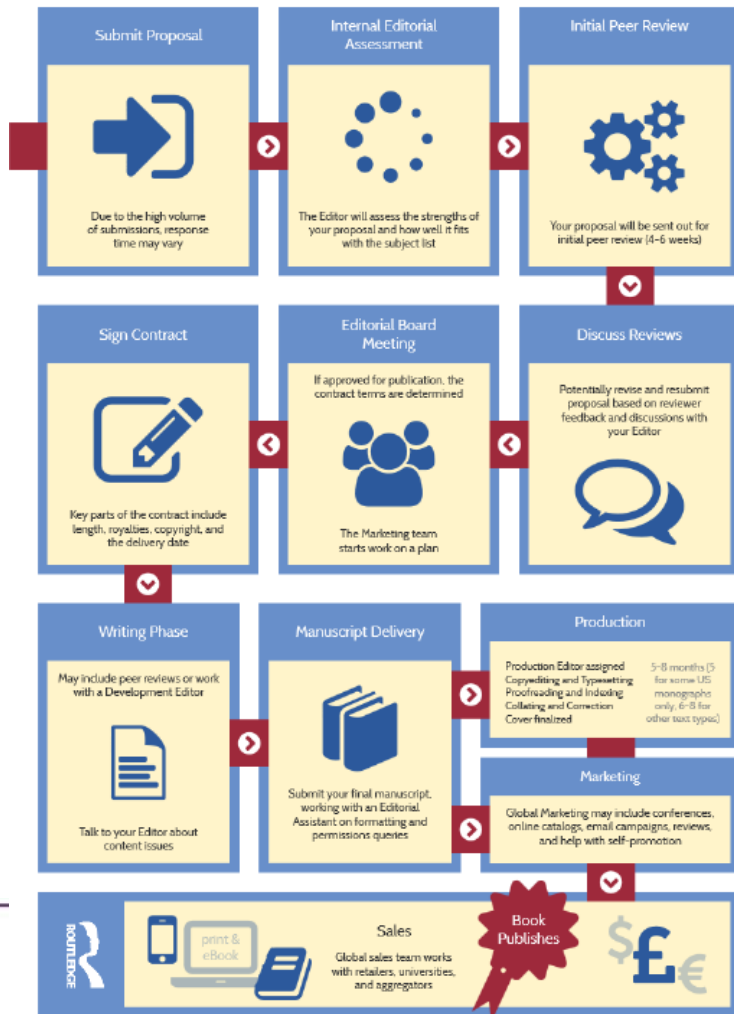 Submit Proposal
Due to the high volume
of submissions, response
time may vary
Internal Editorial
Assessment
The Editor will assess the strengths of
your proposal and how well it fits
with the subject list
Initial Peer Review
Your proposal will be sent out for
initial peer review (4-6 weeks)
Discuss Reviews
Potentially revise and resubmit
proposal based on reviewer
feedback and discussions with
your Editor
Editorial Board
Meeting
If approved for publication, the
contract terms are determined
The Marketing team
starts work on a plan
Sign Contract
Key parts of the contract include
length, royalties, copyright, and
the delivery date
Writing Phase
May include peer reviews or work
with a Development Editor
Talk to your Editor about
content issues
Manuscript Delivery
Submit your final manuscript,
working with an Editorial
Assistant on formatting and
permissions queries
Production
Production Editor assigned
Copyediting and Typesetting
Proofreading and Indexing
Collating and Correction
Cover finalized
5-8 months (5
for some US
monographs
only, 6-8 for
other text types)
Marketing
Global Marketing may include conferences,
online catalogs, email campaigns, reviews,
and help with self-promotion
ROUTLEDGE
print &
eBook
Sales
Global sales team works
with retailers, universities,
and aggregators
Book
Publishes
$£€